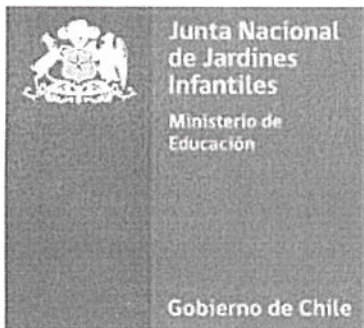 Junta Nacional
de Jardines
Infantiles
Ministerio de
Educación
Gobierno de Chile